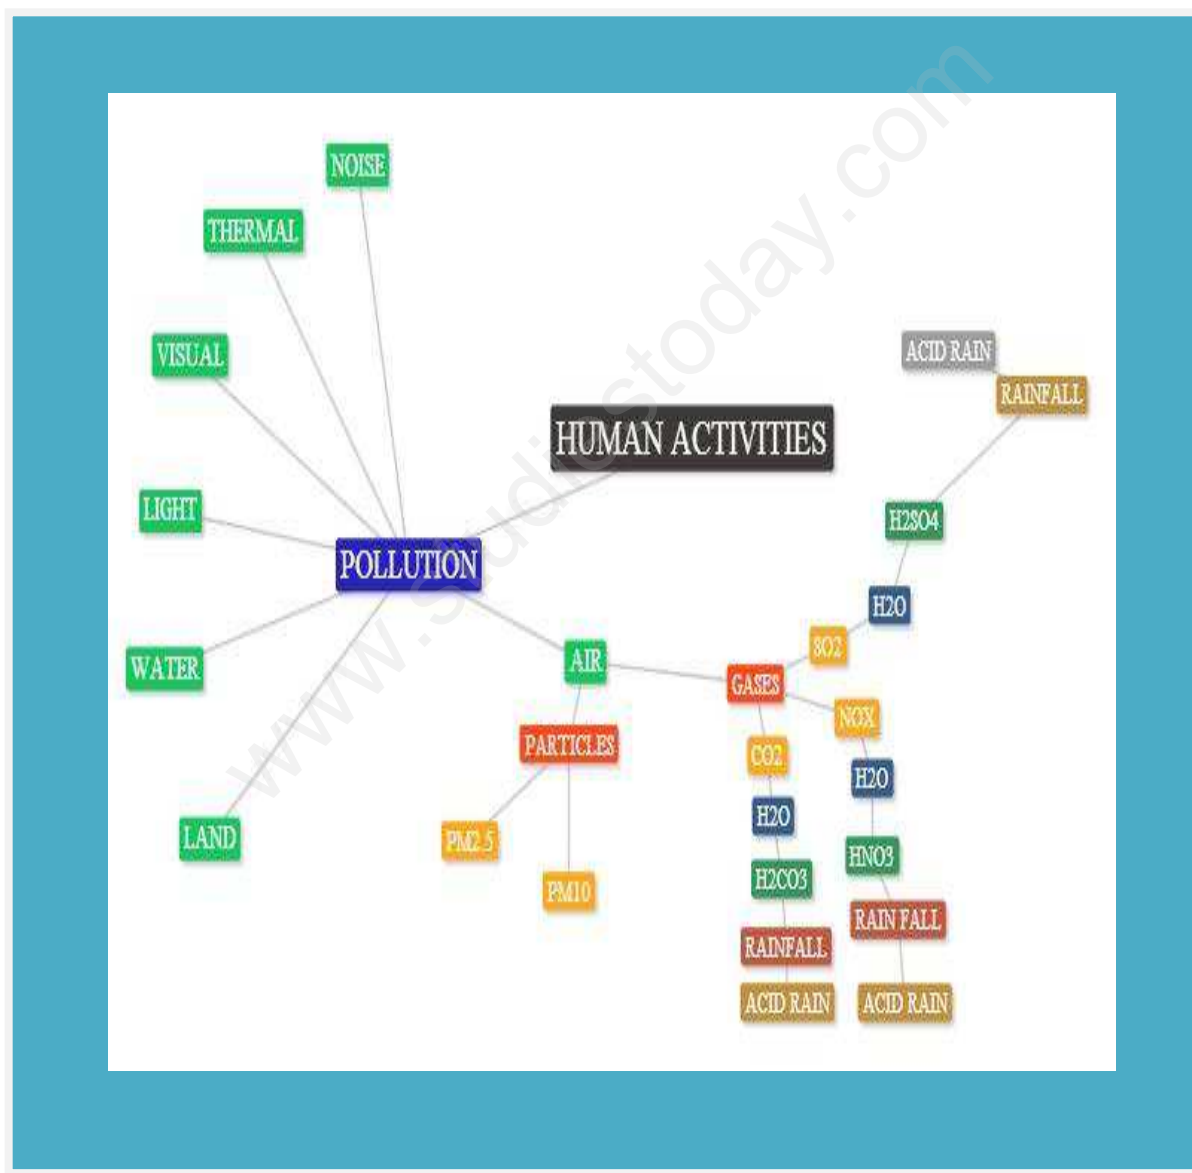 NOISE
THERMAL
VISUAL
ACID RAIN
RAINFALL
HUMAN ACTIVITIES
LIGHT
H2SO4
POLLUTION
H2O
SO2
WATER
AIR
GASES
NOX
PARTICLES
CO2
H2O
H2O
LAND
PM2.5
HNO3
H2CO3
PM10
RAIN FALL
RAINFALL
ACID RAIN
ACID RAIN
www.studiestoday.com